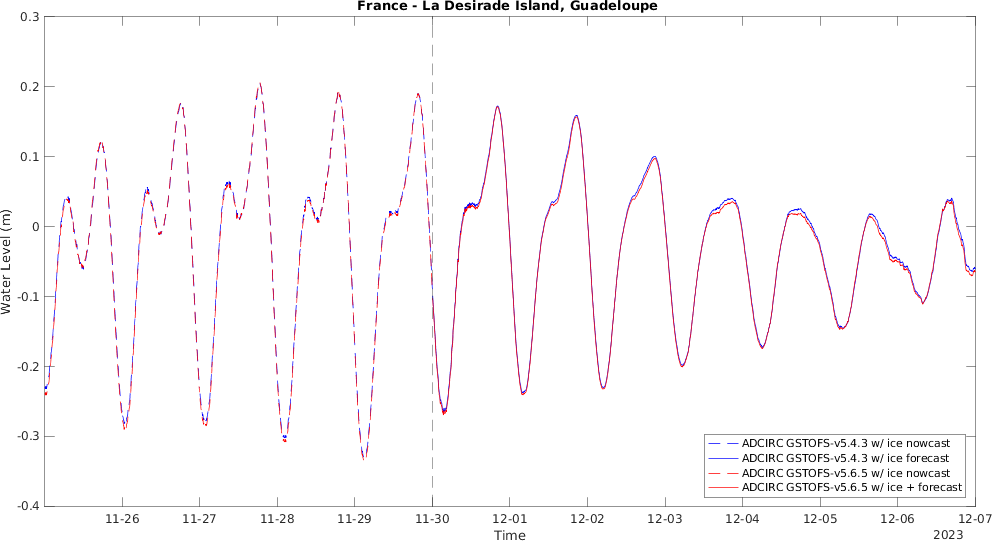 France - La Desirade Island, Guadeloupe
0.3
0.2
0.1
0
-0.1
-0.2
-0.3
-0.4
Water Level (m)
ADCIRC GSTOFS-v5.4.3 w/ ice nowcast
ADCIRC GSTOFS-v5.4.3 w/ ice forecast
ADCIRC GSTOFS-v5.6.5 w/ ice nowcast
ADCIRC GSTOFS-v5.6.5 w/ ice + forecast
11-26 11-27 11-28 11-29 11-30 12-01 12-02 12-03 12-04 12-05 12-06 12-07
Time
2023